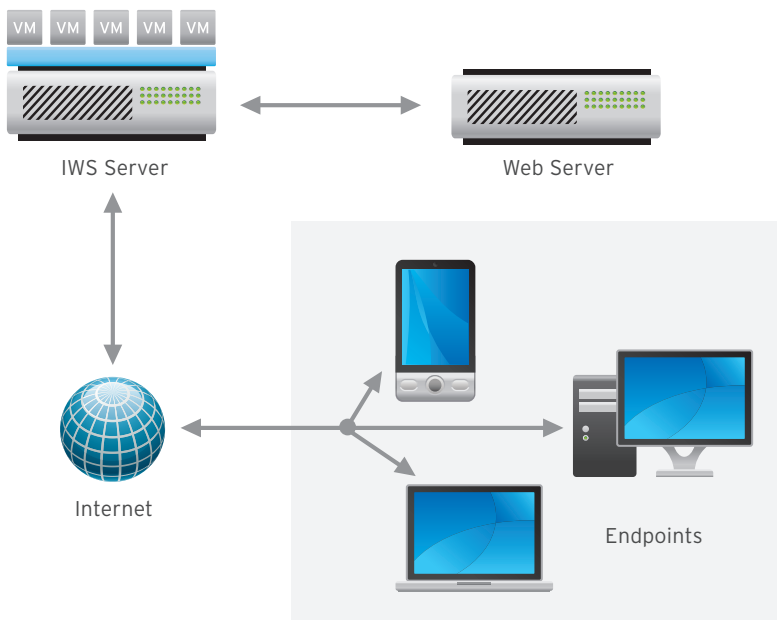 VM VM VM VM VM
IWS Server
Web Server
Internet
Endpoints